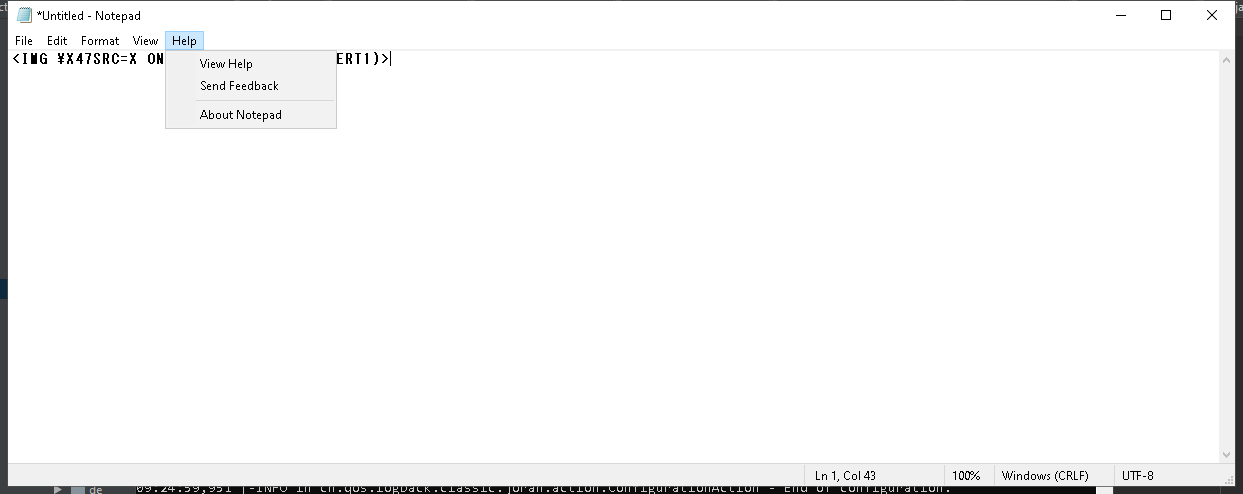 *Untitled - Notepad
File Edit Format View Help
<IMG ¥X47SRC=X ON ERT1)>
View Help
Send Feedback
About Notepad
Ln 1, Col 43 100% Windows (CRLF) UTF-8
de 09:24:59,951 |-INFO in ch.qos.logback.classic.joran.action.ConfigurationAction - End of configuration.